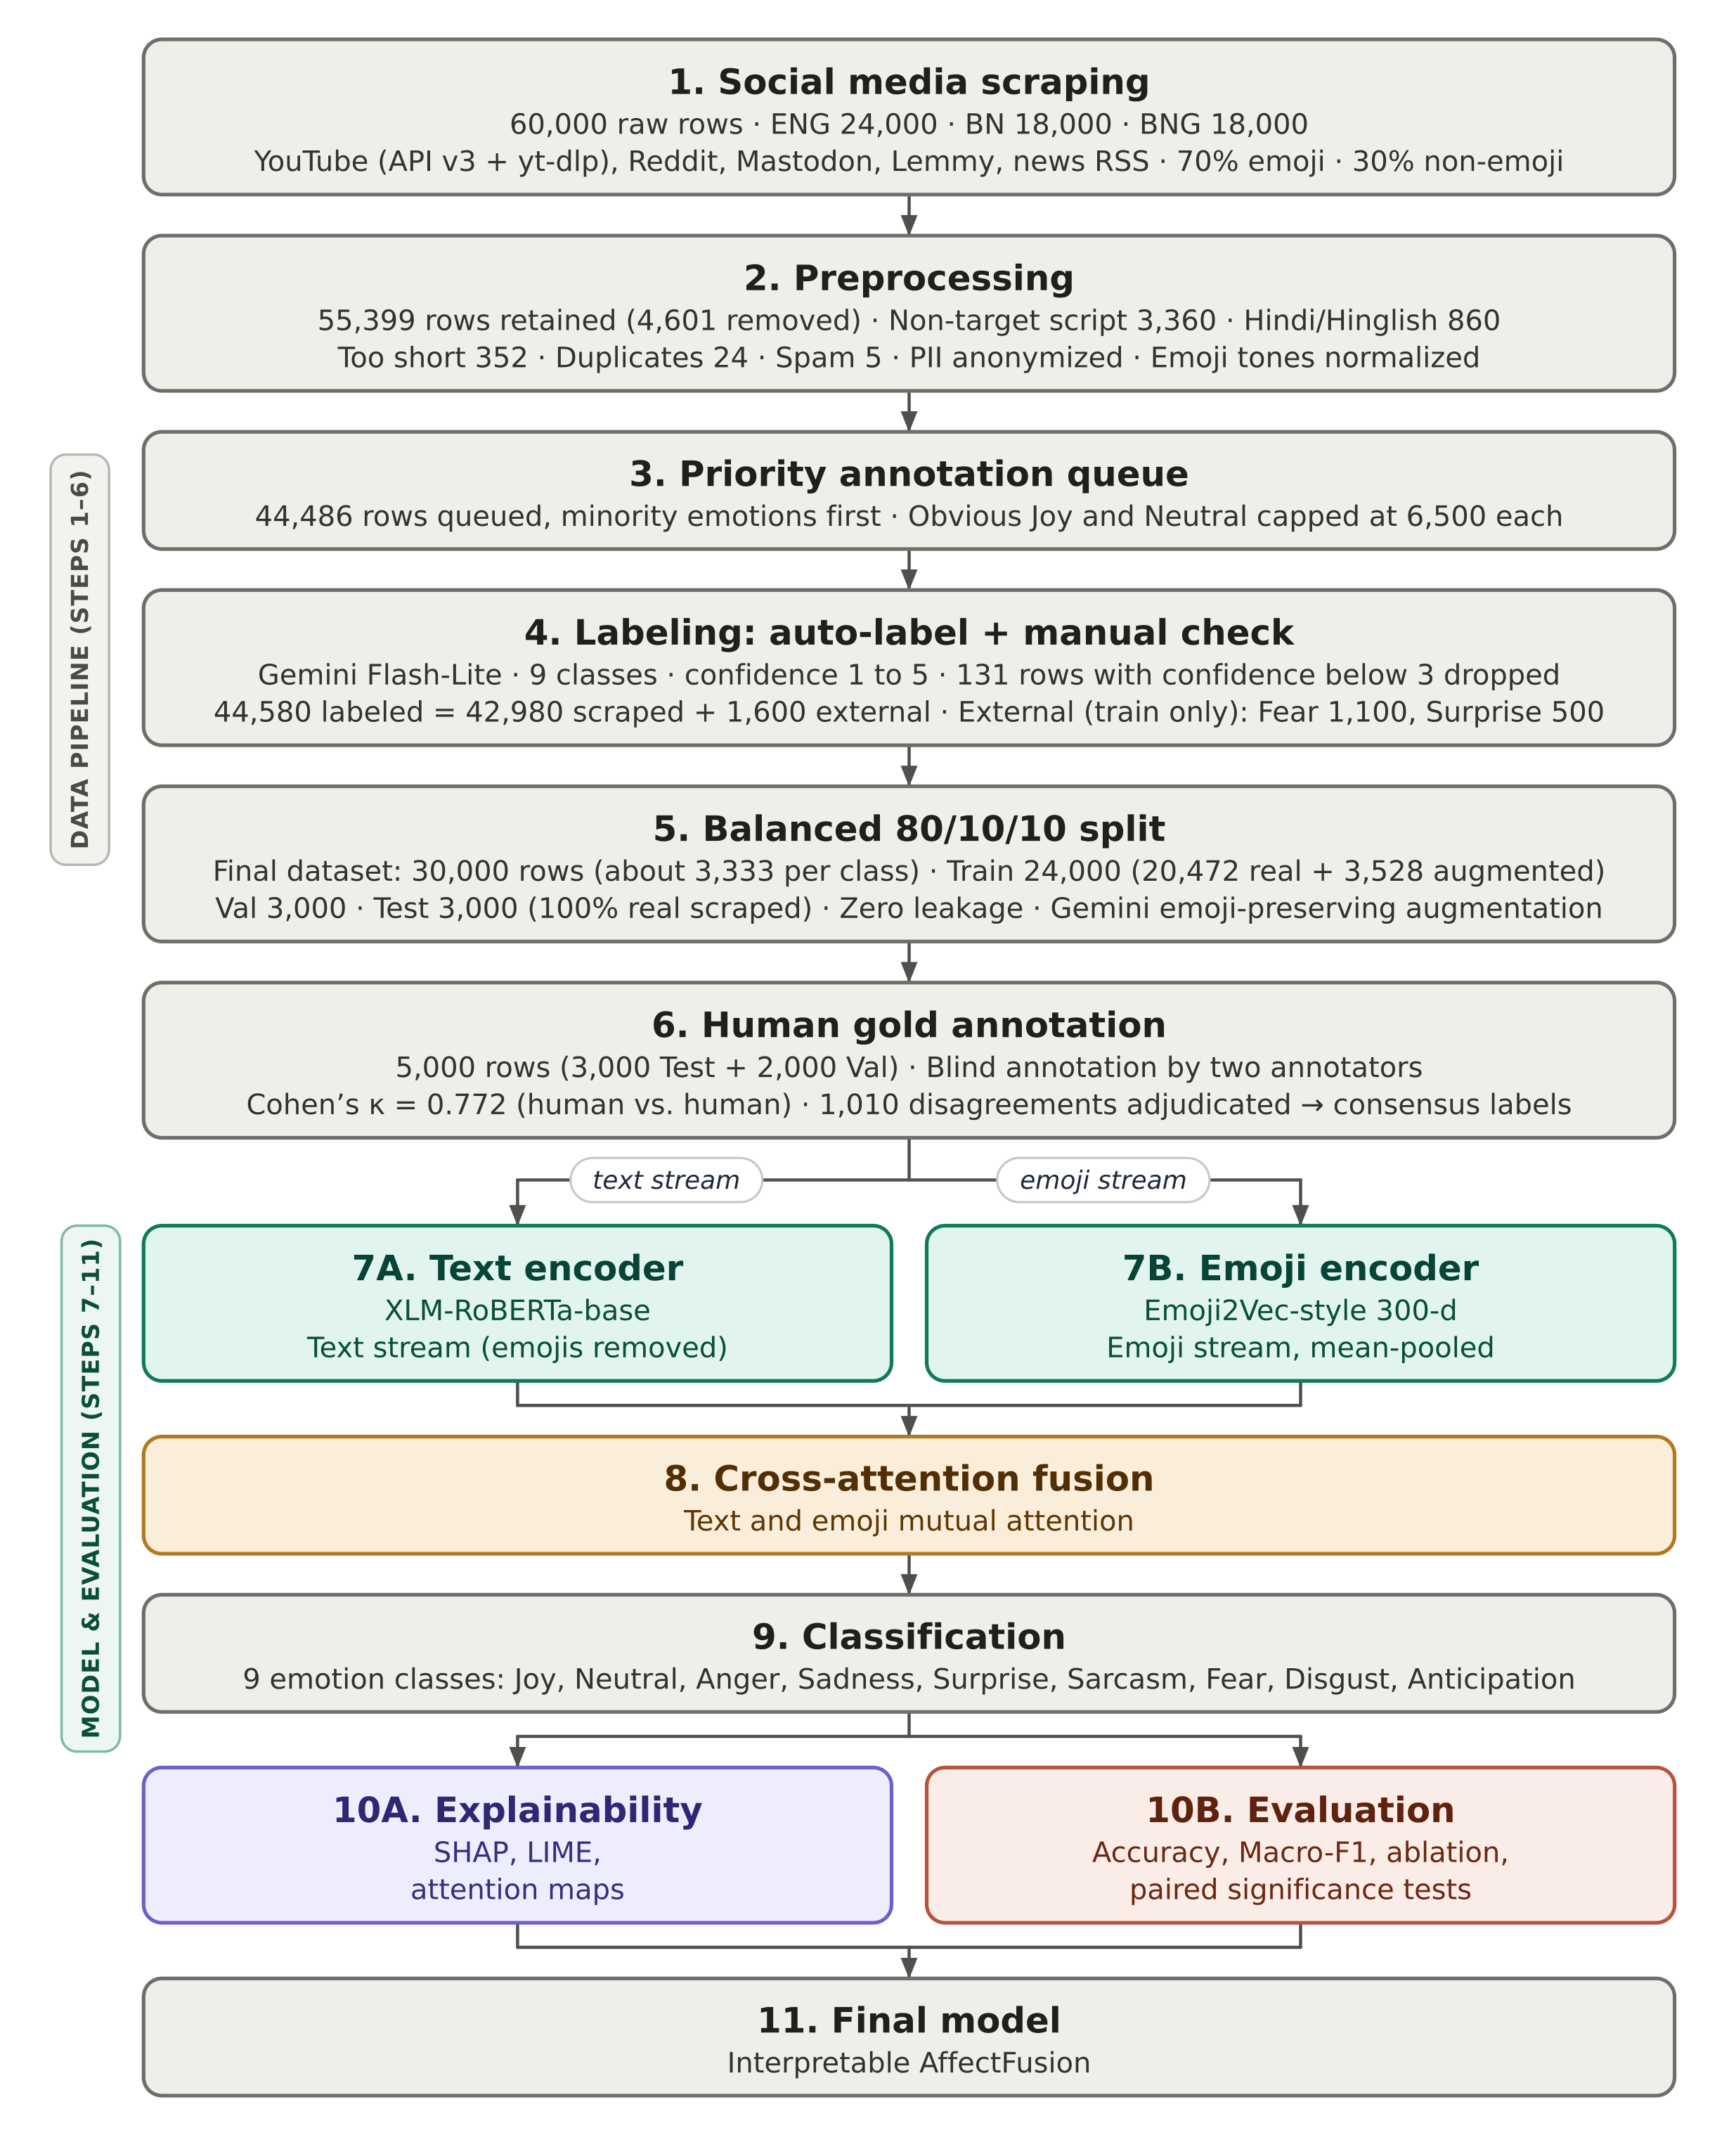 1. Social media scraping
60,000 raw rows · ENG 24,000 · BN 18,000 · BNG 18,000
YouTube (API v3 + yt-dlp), Reddit, Mastodon, Lemmy, news RSS · 70% emoji · 30% non-emoji
2. Preprocessing
55,399 rows retained (4,601 removed) · Non-target script 3,360 · Hindi/Hinglish 860
Too short 352 · Duplicates 24 · Spam 5 · PII anonymized · Emoji tones normalized
3. Priority annotation queue
44,486 rows queued, minority emotions first · Obvious Joy and Neutral capped at 6,500 each
DATA PIPELINE (STEPS 1–6)
4. Labeling: auto-label + manual check
Gemini Flash-Lite · 9 classes · confidence 1 to 5 · 131 rows with confidence below 3 dropped
44,580 labeled = 42,980 scraped + 1,600 external · External (train only): Fear 1,100, Surprise 500
5. Balanced 80/10/10 split
Final dataset: 30,000 rows (about 3,333 per class) · Train 24,000 (20,472 real + 3,528 augmented)
Val 3,000 · Test 3,000 (100% real scraped) · Zero leakage · Gemini emoji-preserving augmentation
6. Human gold annotation
5,000 rows (3,000 Test + 2,000 Val) · Blind annotation by two annotators
Cohen’s κ = 0.772 (human vs. human) · 1,010 disagreements adjudicated → consensus labels
text stream
emoji stream
MODEL & EVALUATION (STEPS 7–11)
7A. Text encoder
XLM-RoBERTa-base
Text stream (emojis removed)
7B. Emoji encoder
Emoji2Vec-style 300-d
Emoji stream, mean-pooled
8. Cross-attention fusion
Text and emoji mutual attention
9. Classification
9 emotion classes: Joy, Neutral, Anger, Sadness, Surprise, Sarcasm, Fear, Disgust, Anticipation
10A. Explainability
SHAP, LIME,
attention maps
10B. Evaluation
Accuracy, Macro-F1, ablation,
paired significance tests
11. Final model
Interpretable AffectFusion